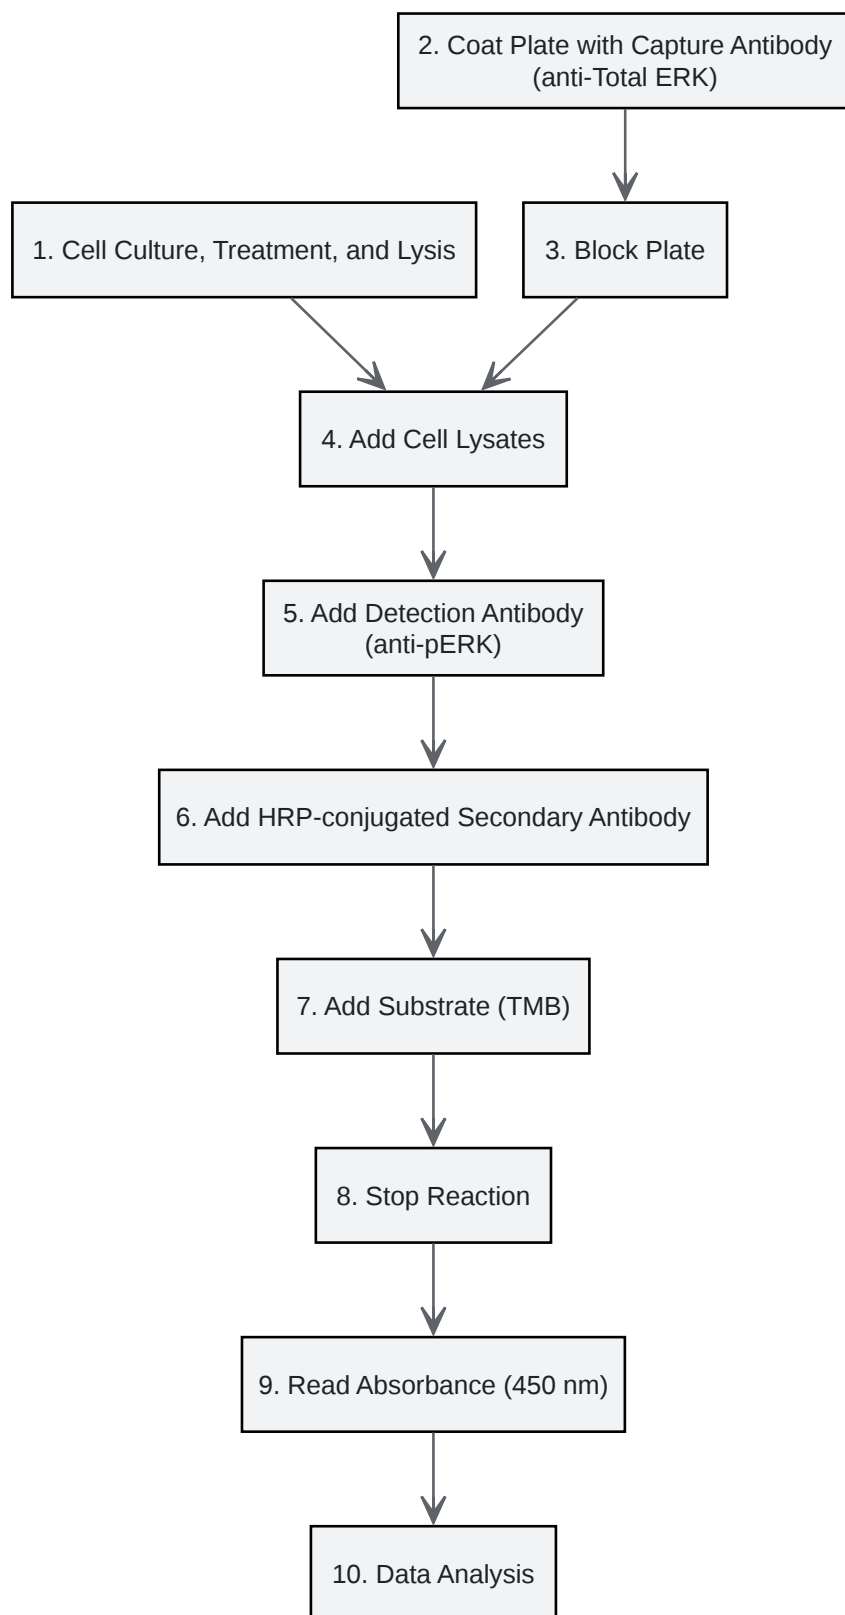 2. Coat Plate with Capture Antibody
(anti-Total ERK)
1. Cell Culture, Treatment, and Lysis
3. Block Plate
4. Add Cell Lysates
5. Add Detection Antibody
(anti-pERK)
6. Add HRP-conjugated Secondary Antibody
7. Add Substrate (TMB)
8. Stop Reaction
9. Read Absorbance (450 nm)
10. Data Analysis